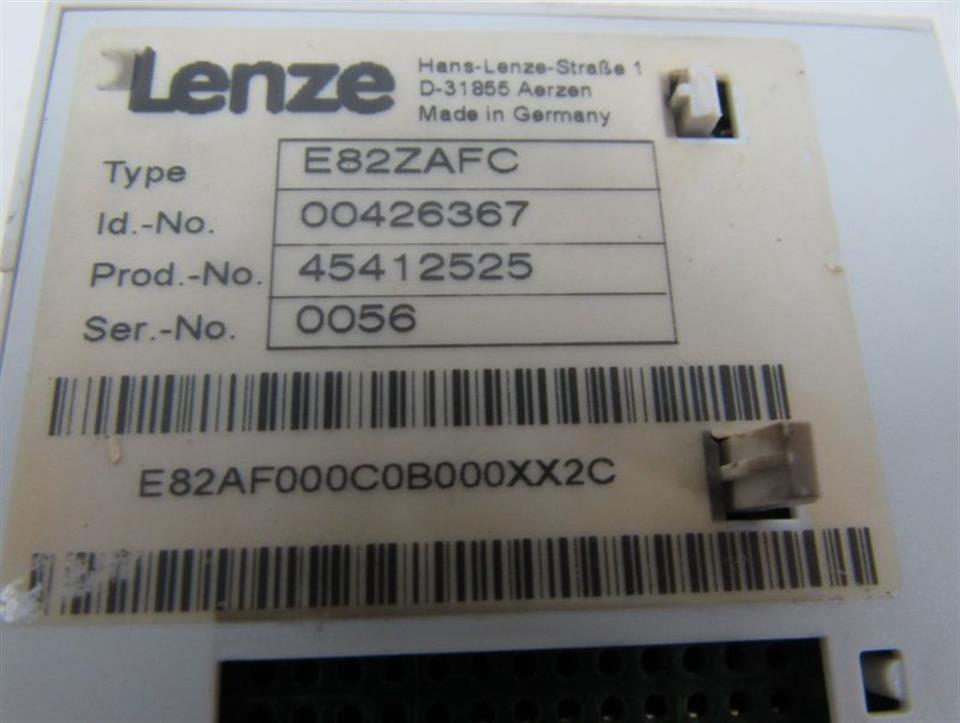 Lenze
Hans-Lenze-Straße 1
D-31855 Aerzen
Made in Germany
Type E82ZAFC
Id.-No. 00426367
Prod.-No. 45412525
Ser.-No. 0056
E82AF000C0B000XX2C